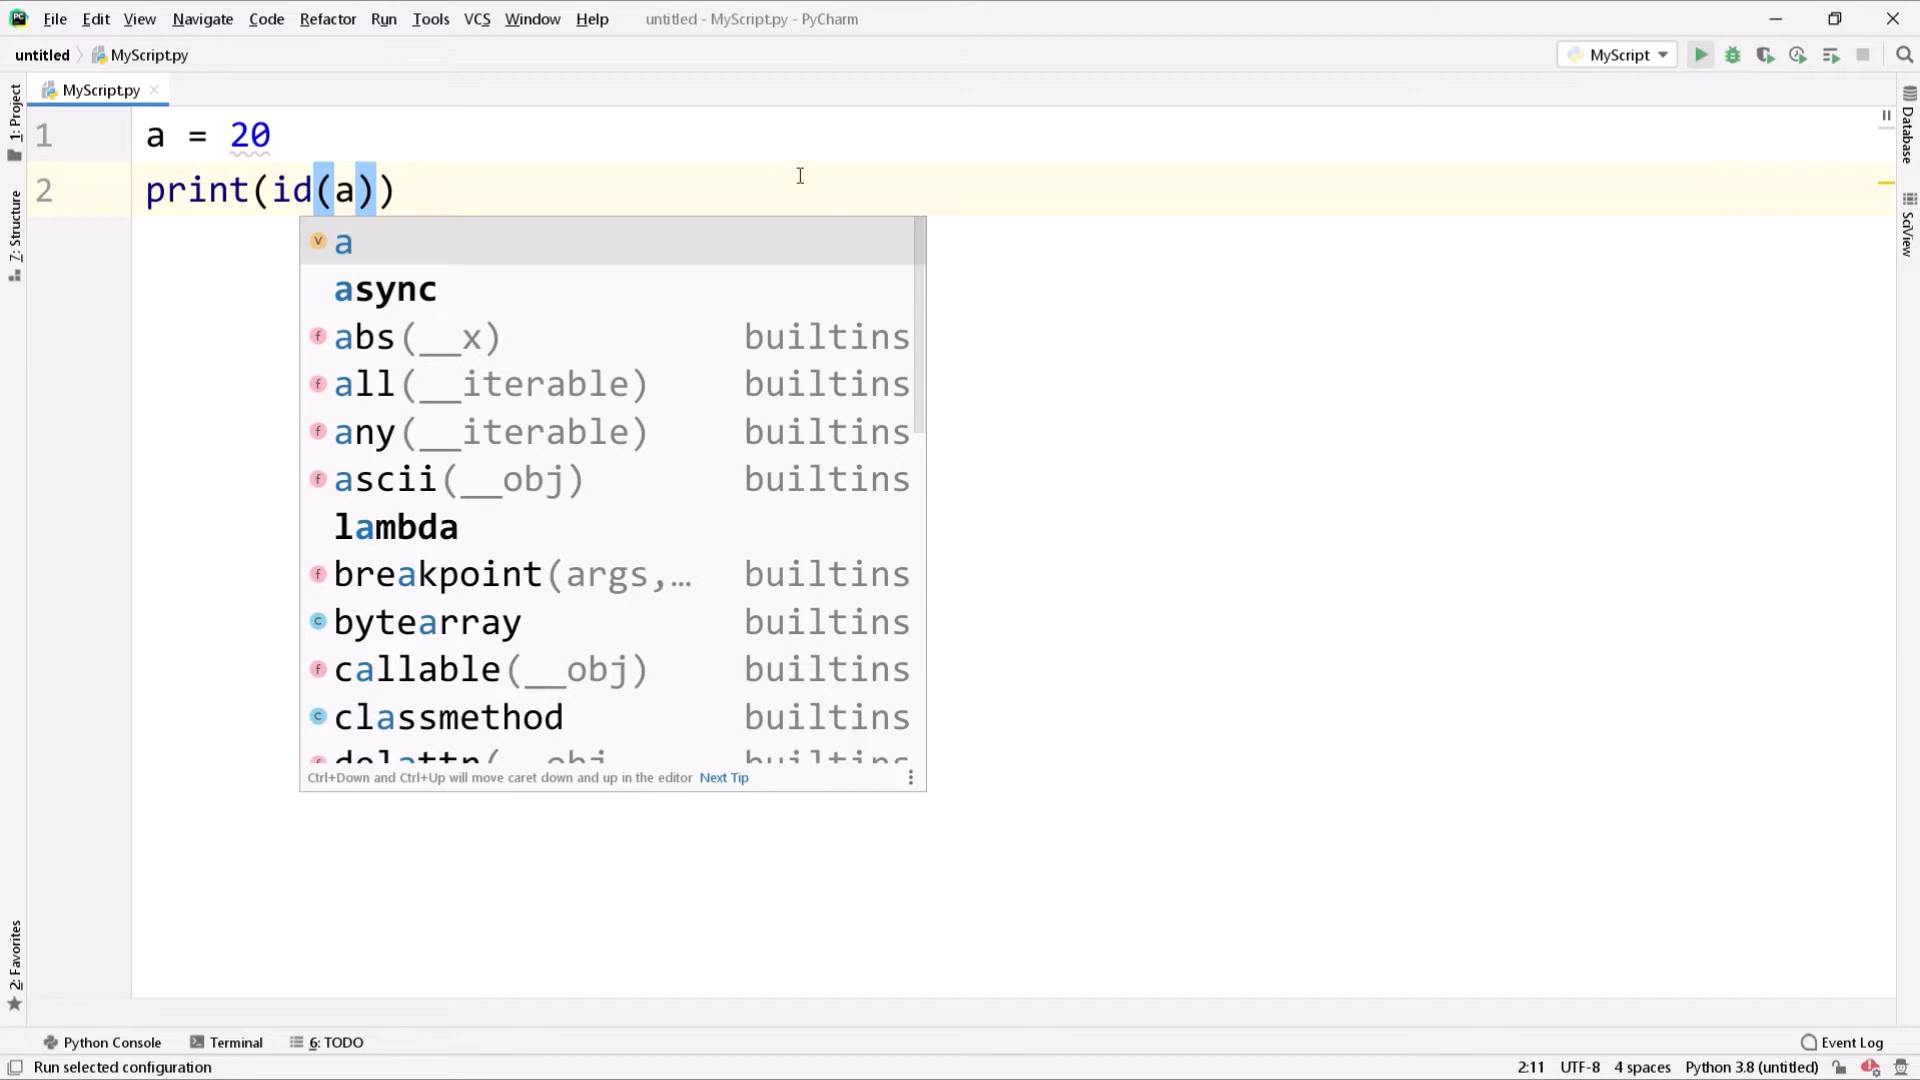 File Edit View Navigate Code Refactor Run Tools VCS Window Help untitled - MyScript.py - PyCharm
untitled MyScript.py MyScript
MyScript.py
1: Project
7: Structure
2: Favorites
Database
SciView
1 a = 20
2 print(id(a))
a
async
abs(__x) builtins
all(__iterable) builtins
any(__iterable) builtins
ascii(__obj) builtins
lambda
breakpoint(args,… builtins
bytearray builtins
callable(__obj) builtins
classmethod builtins
delattr(__obj builtins
Ctrl+Down and Ctrl+Up will move caret down and up in the editor Next Tip
Python Console Terminal 6: TODO Event Log
Run selected configuration 2:11 UTF-8 4 spaces Python 3.8 (untitled)